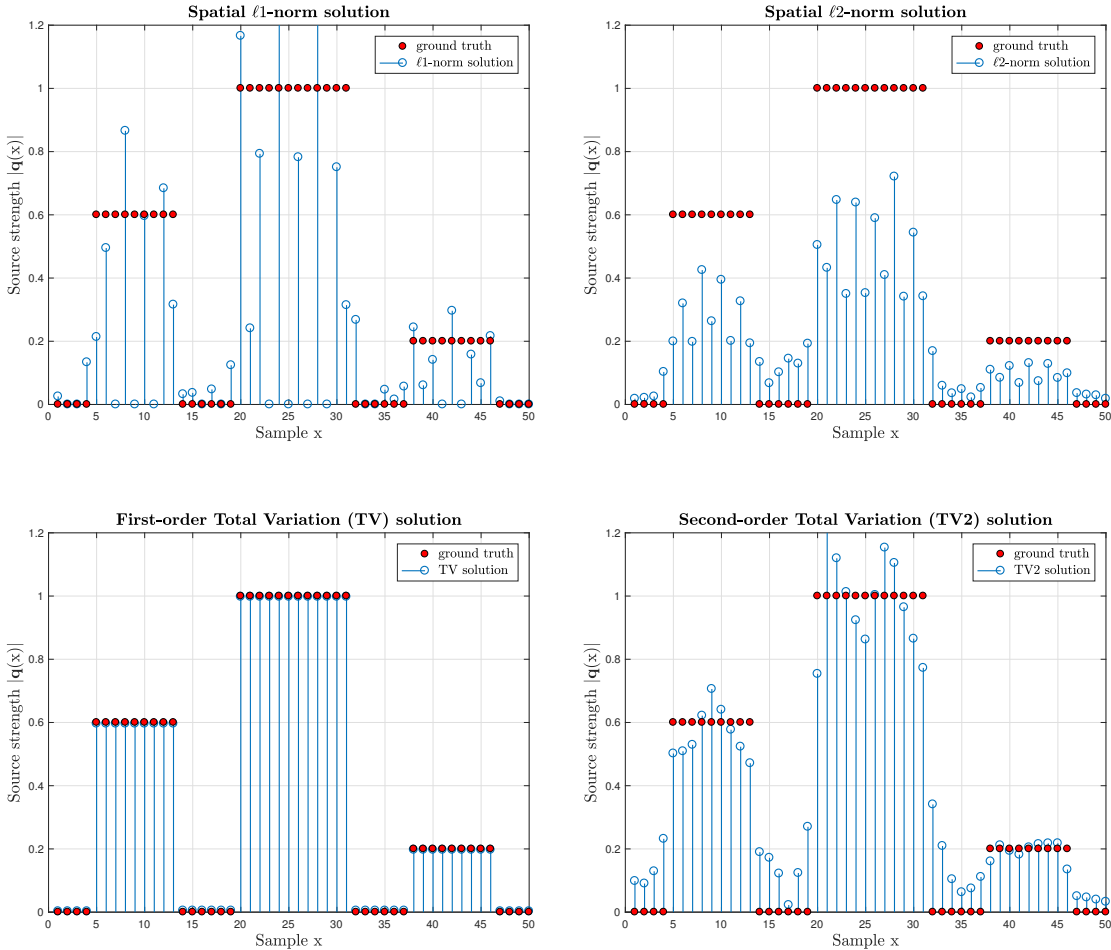 Spatial ℓ1-norm solution
1.2
1
0.8
0.6
0.4
0.2
0
Source strength |q(x)|
ground truth
ℓ1-norm solution
0 5 10 15 20 25 30 35 40 45 50
Sample x
Spatial ℓ2-norm solution
1.2
1
0.8
0.6
0.4
0.2
0
Source strength |q(x)|
ground truth
ℓ2-norm solution
0 5 10 15 20 25 30 35 40 45 50
Sample x
First-order Total Variation (TV) solution
1.2
1
0.8
0.6
0.4
0.2
0
Source strength |q(x)|
ground truth
TV solution
0 5 10 15 20 25 30 35 40 45 50
Sample x
Second-order Total Variation (TV2) solution
1.2
1
0.8
0.6
0.4
0.2
0
Source strength |q(x)|
ground truth
TV2 solution
0 5 10 15 20 25 30 35 40 45 50
Sample x